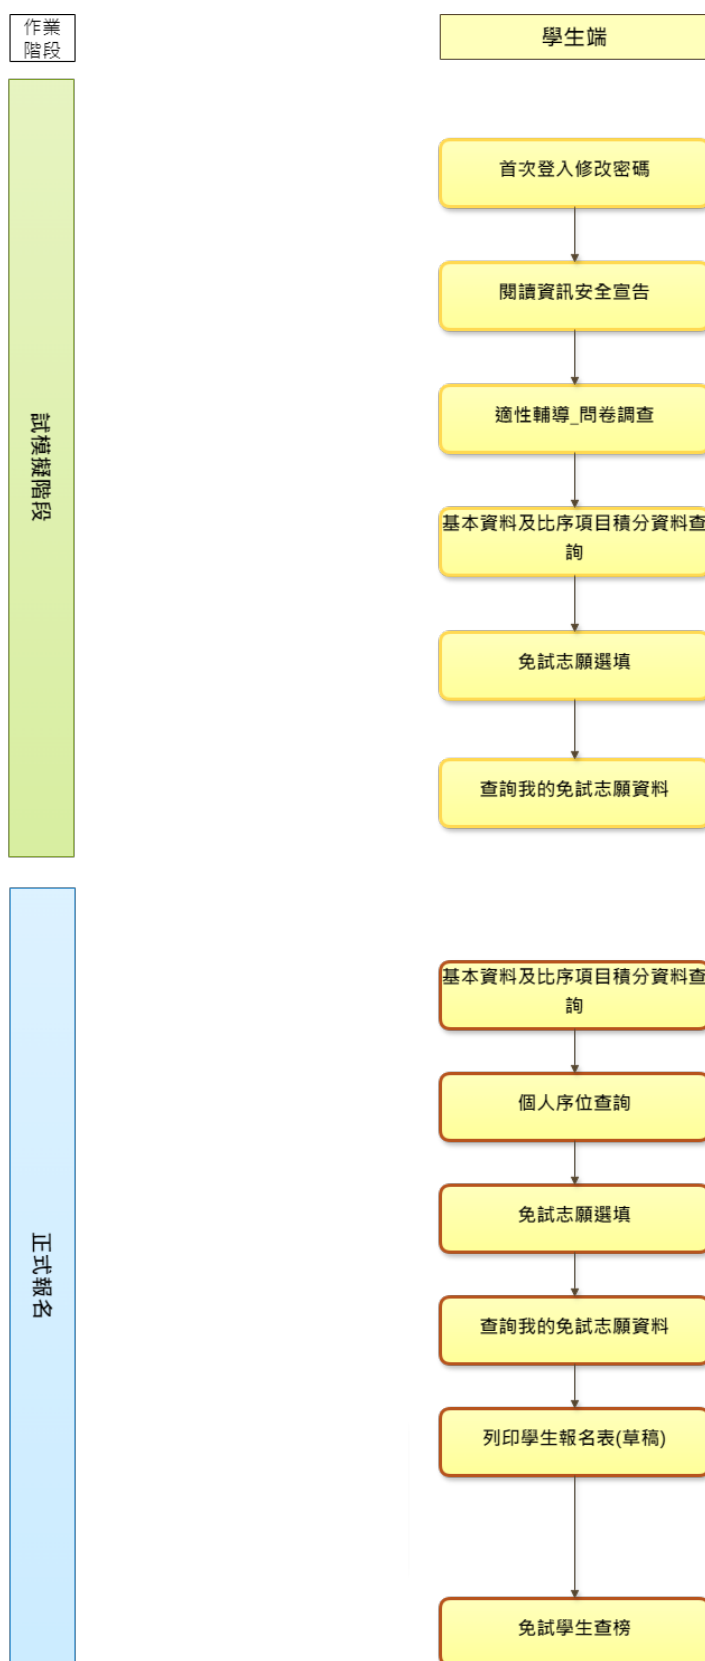 作業
階段
學生端
試模擬階段
首次登入修改密碼
閱讀資訊安全宣告
適性輔導_問卷調查
基本資料及比序項目積分資料查
詢
免試志願選填
查詢我的免試志願資料
正式報名
基本資料及比序項目積分資料查
詢
個人序位查詢
免試志願選填
查詢我的免試志願資料
列印學生報名表(草稿)
免試學生查榜